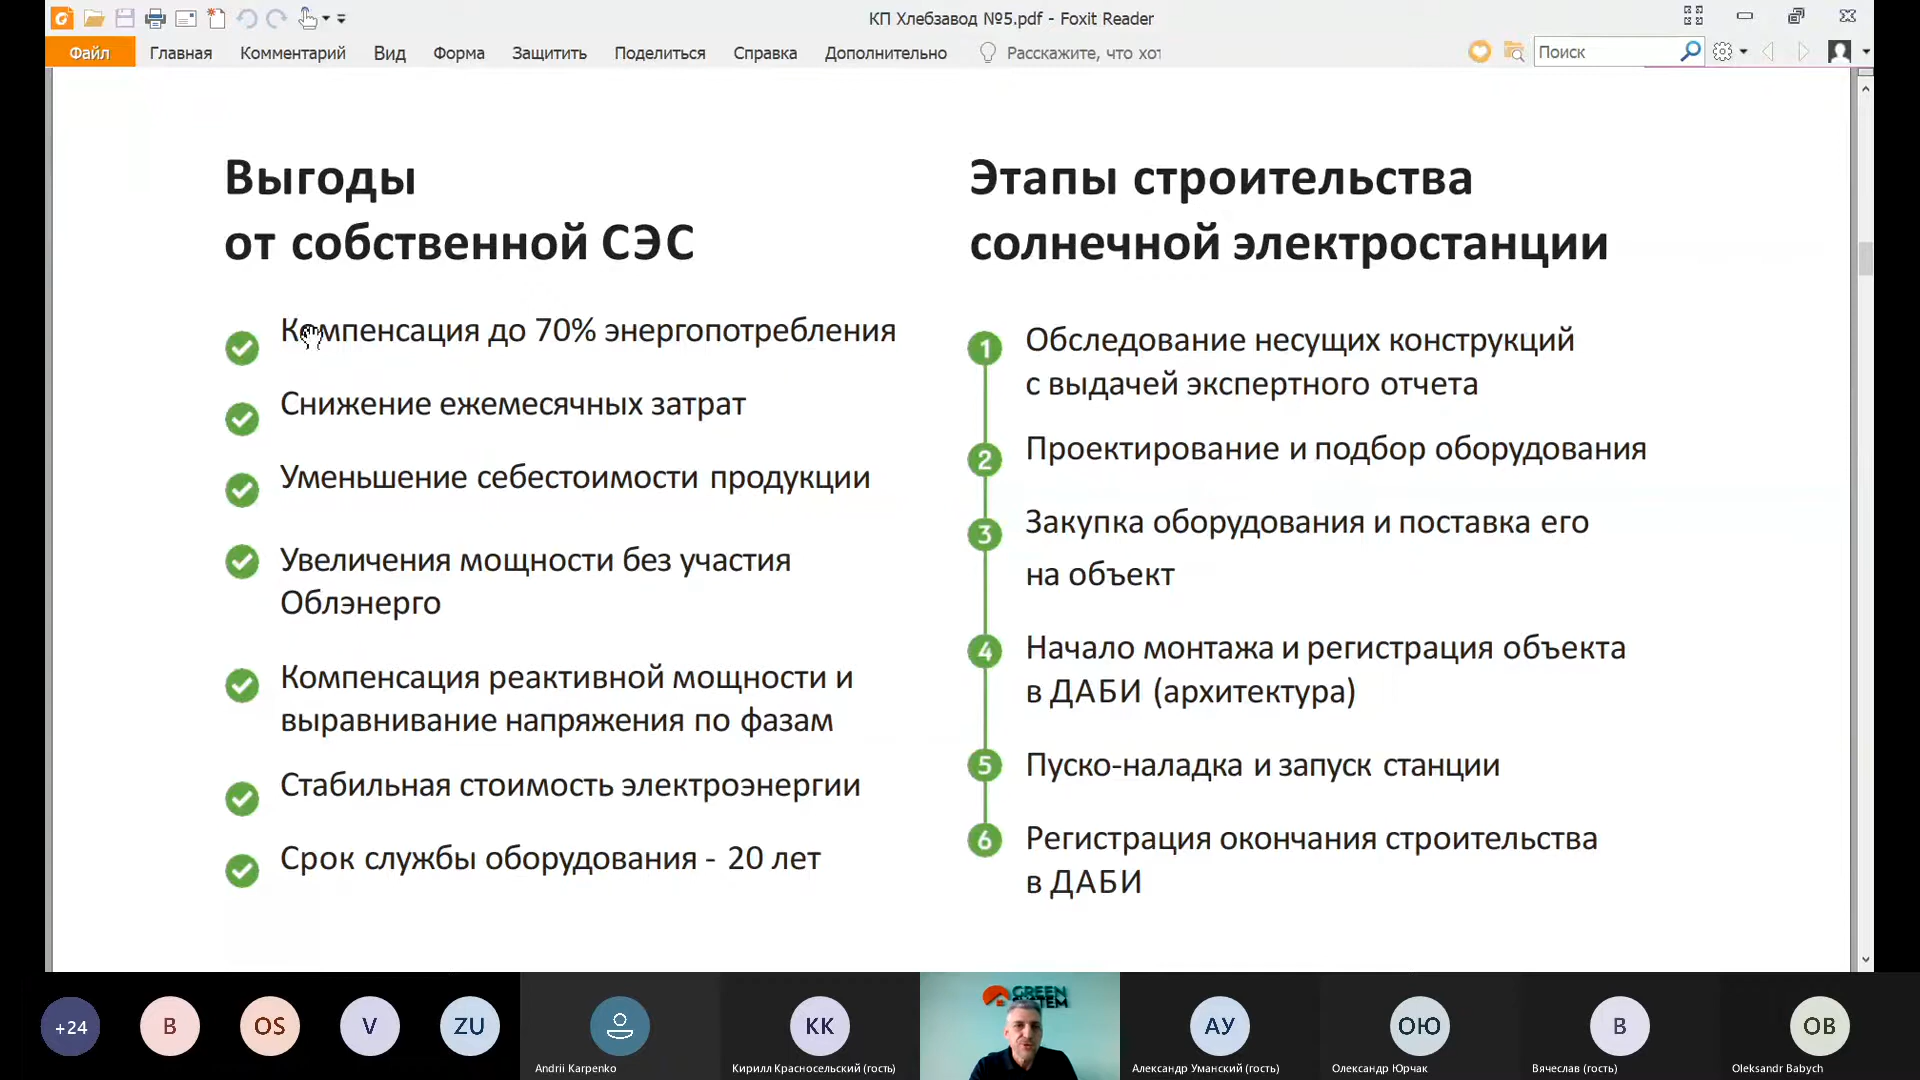 КП Хлебзавод №5.pdf - Foxit Reader
Файл
Главная
Комментарий
Вид
Форма
Защитить
Поделиться
Справка
Дополнительно
Расскажите, что хот
Поиск
Выгоды
от собственной СЭС
Компенсация до 70% энергопотребления
Снижение ежемесячных затрат
Уменьшение себестоимости продукции
Увеличения мощности без участия
Облэнерго
Компенсация реактивной мощности и
выравнивание напряжения по фазам
Стабильная стоимость электроэнергии
Срок службы оборудования - 20 лет
Этапы строительства
солнечной электростанции
1 Обследование несущих конструкций
с выдачей экспертного отчета
2 Проектирование и подбор оборудования
3 Закупка оборудования и поставка его
на объект
4 Начало монтажа и регистрация объекта
в ДАБИ (архитектура)
5 Пуско-наладка и запуск станции
6 Регистрация окончания строительства
в ДАБИ
+24
B
OS
V
ZU
Andrii Karpenko
КК
Кирилл Красносельский (гость)
GREEN
SYSTEM
АУ
Александр Уманский (гость)
ОЮ
Олександр Юрчак
В
Вячеслав (гость)
OB
Oleksandr Babych